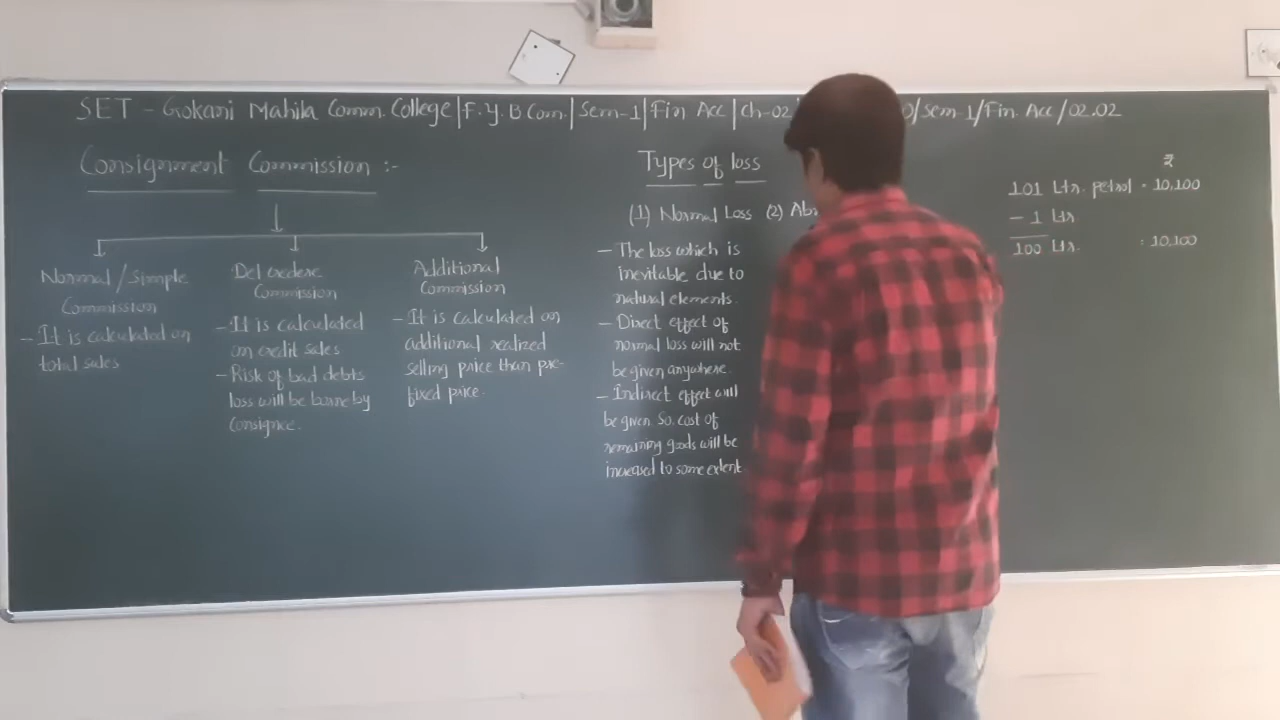 SET - Gokani Mahila Comm. College | F.Y. B Com. | Sem-1 | Fin Acc | Ch-02 /Sem-1/Fin. Acc/02.02
Consignment Commission :-
Normal / Simple
Commission
- It is calculated on
total sales
Del credere
Commission
- It is calculated
on credit sales
- Risk of bad debts
loss will be borne by
Consignee.
Additional
Commission
- It is calculated on
additional realized
selling price than pre-
fixed price.
Types of loss
(1) Normal Loss (2)
- The loss which is
inevitable due to
natural elements.
- Direct effect of
normal loss will not
be given anywhere.
- Indirect effect will
be given. So, cost of
remaining goods will be
increased to some extent
₹
101 Ltr. petrol = 10,100
- 1 Ltr
100 Ltr. : 10,100